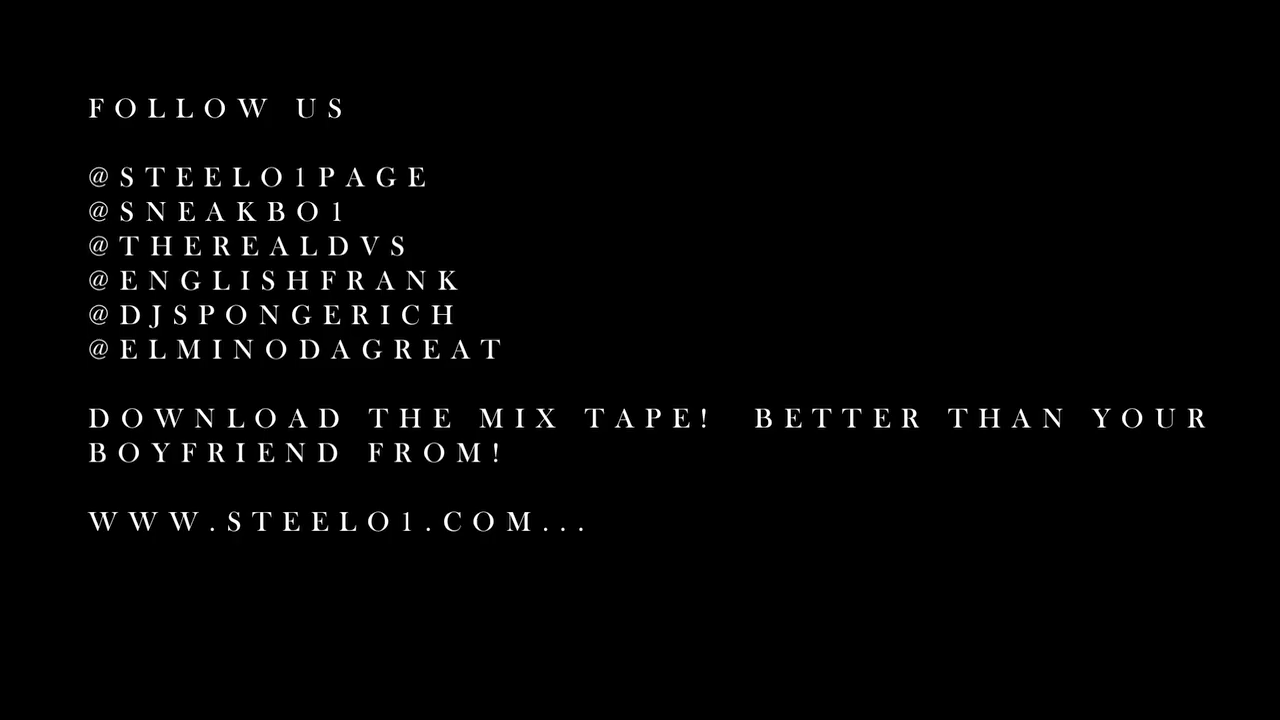 FOLLOW US
@STEELO1PAGE
@SNEAKBO1
@THEREALDVS
@ENGLISHFRANK
@DJSPONGERICH
@ELMINODAGREAT
DOWNLOAD THE MIX TAPE!  BETTER THAN YOUR
BOYFRIEND FROM!
WWW.STEELO1.COM...